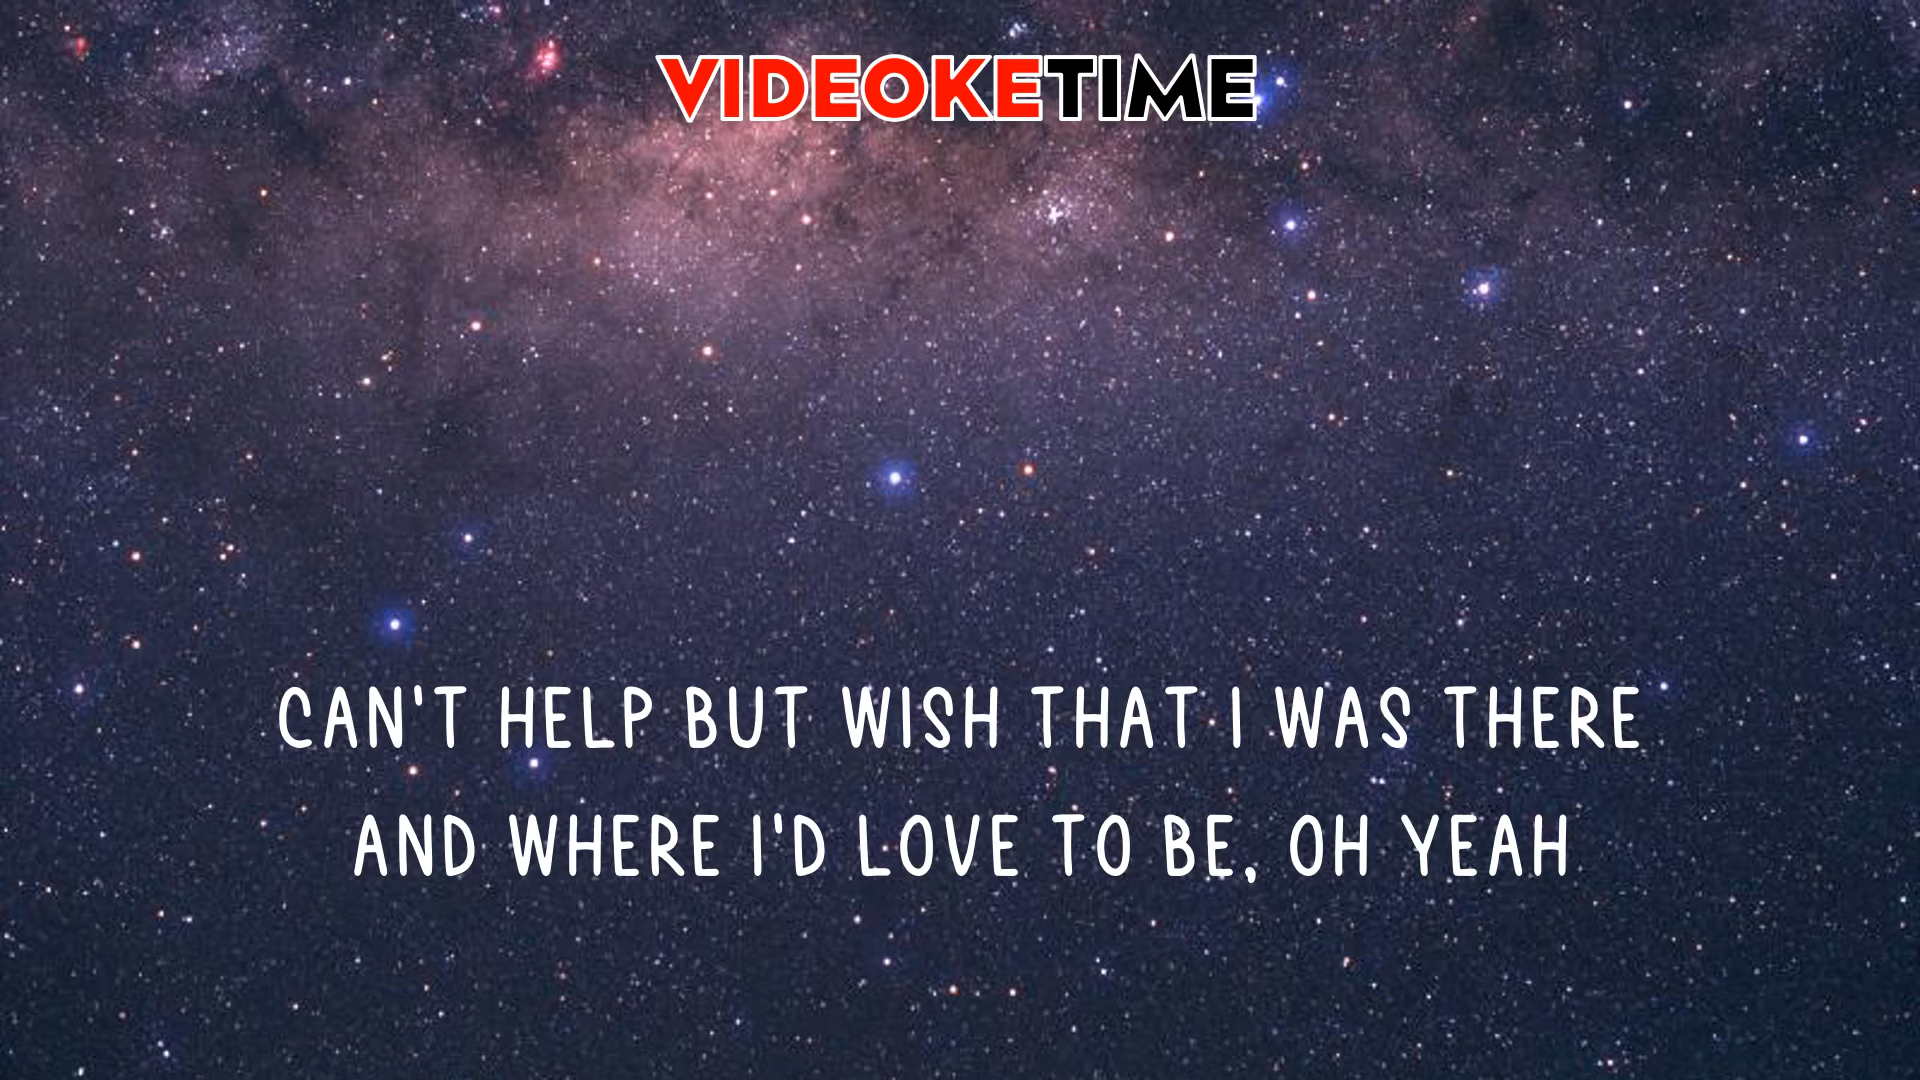 VIDEOKETIME
CAN'T HELP BUT WISH THAT I WAS THERE
AND WHERE I'D LOVE TO BE, OH YEAH